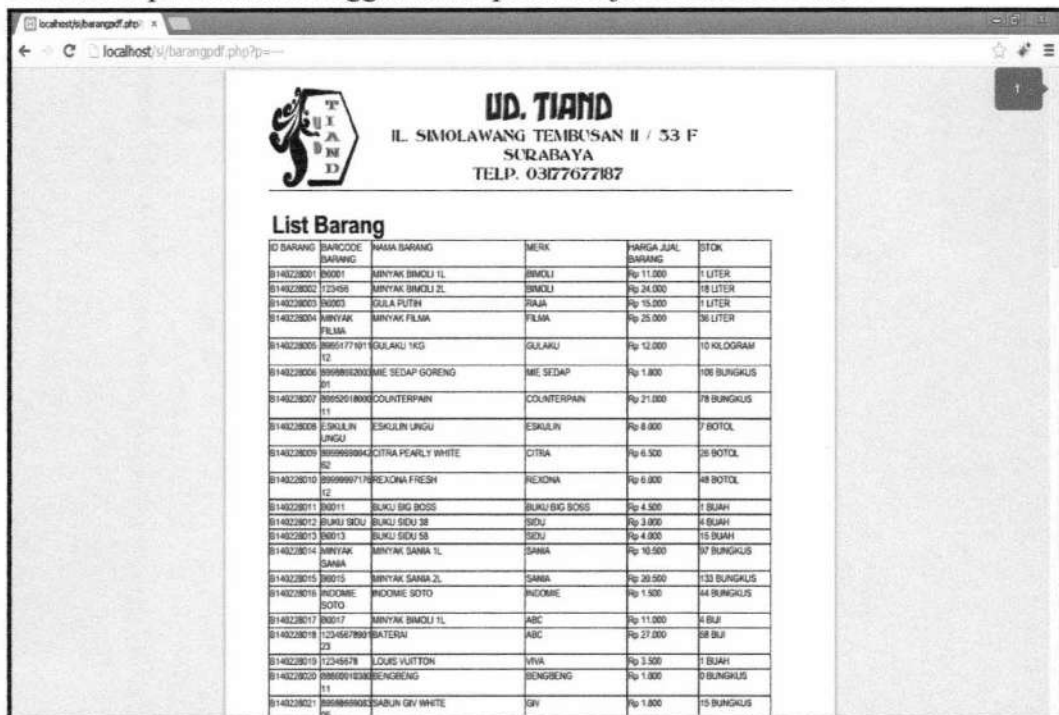 localhost/si/barangpdf.php
localhost/si/barangpdf.php?p=---
1
UD. TIAND
JL. SIMOLAWANG TEMBUSAN II / 53 F
SURABAYA
TELP. 03177677187
List Barang
ID BARANG BARCODE BARANG NAMA BARANG MERK HARGA JUAL BARANG STOK
B140228001 B0001 MINYAK BIMOLI 1L BIMOLI Rp 11.000 1 LITER
B140228002 123456 MINYAK BIMOLI 2L BIMOLI Rp 24.000 18 LITER
B140228003 B0003 GULA PUTIH RAJA Rp 15.000 1 LITER
B140228004 MINYAK FILMA MINYAK FILMA FILMA Rp 25.000 36 LITER
B140228005 GULAKU 1KG GULAKU Rp 12.000 10 KILOGRAM
B140228006 MIE SEDAP GORENG MIE SEDAP Rp 1.800 106 BUNGKUS
B140228007 COUNTERPAIN COUNTERPAIN Rp 21.000 78 BUNGKUS
B140228008 ESKULIN UNGU ESKULIN UNGU ESKULIN Rp 8.000 7 BOTOL
B140228009 CITRA PEARLY WHITE CITRA Rp 6.500 26 BOTOL
B140228010 REXONA FRESH REXONA Rp 6.000 48 BOTOL
B140228011 B0011 BUKU BIG BOSS BUKU BIG BOSS Rp 4.500 1 BUAH
B140228012 BUKU SIDU BUKU SIDU 38 SIDU Rp 3.000 4 BUAH
B140228013 B0013 BUKU SIDU 58 SIDU Rp 4.000 15 BUAH
B140228014 MINYAK SANIA MINYAK SANIA 1L SANIA Rp 10.500 97 BUNGKUS
B140228015 B0015 MINYAK SANIA 2L SANIA Rp 20.500 133 BUNGKUS
B140228016 INDOMIE SOTO INDOMIE SOTO INDOMIE Rp 1.500 44 BUNGKUS
B140228017 B0017 MINYAK BIMOLI 1L ABC Rp 11.000 4 BIJI
B140228018 1234567890123 BATERAI ABC Rp 27.000 68 BIJI
B140228019 12345678 LOUIS VUITTON VIVA Rp 3.500 1 BUAH
B140228020 BENGBENG BENGBENG Rp 1.000 0 BUNGKUS
B140228021 SABUN GIV WHITE GIV Rp 1.800 15 BUNGKUS